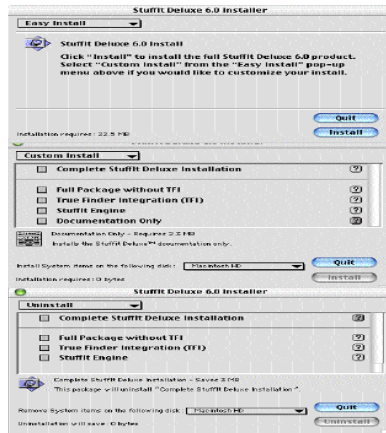 StuffIt Deluxe 6.0 Installer
Easy Install
StuffIt Deluxe 6.0 Install
Click "Install" to install the full StuffIt Deluxe 6.0 product.
Select "Custom Install" from the "Easy Install" pop-up
menu above if you would like to customize your install.
Quit
Installation requires: 22.5 MB
Install
Custom Install
Complete StuffIt Deluxe Installation
Full Package without TFI
True Finder Integration (TFI)
StuffIt Engine
Documentation Only
Documentation Only - Requires 2.3 MB
Installs the StuffIt Deluxe™ documentation only.
Install System items on the following disk: Macintosh HD
Quit
Installation requires: 0 bytes
Install
StuffIt Deluxe 6.0 Installer
Uninstall
Complete StuffIt Deluxe Installation
Full Package without TFI
True Finder Integration (TFI)
StuffIt Engine
Complete StuffIt Deluxe Installation - Saves 3 MB
This package will uninstall "Complete StuffIt Deluxe Installation".
Remove System items on the following disk: Macintosh HD
Quit
Uninstallation will save: 0 bytes
Uninstall